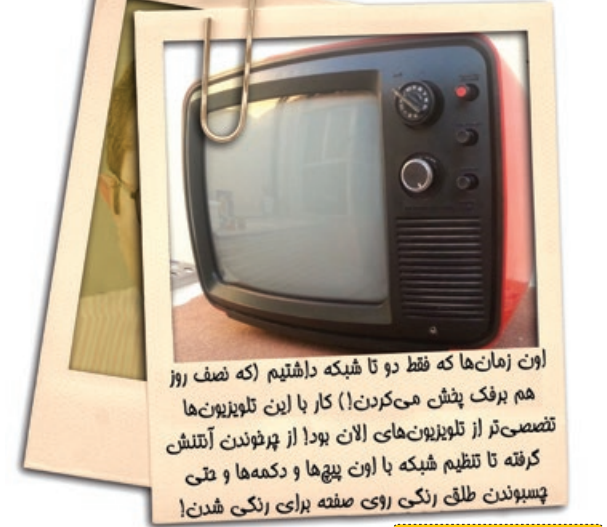 اون زمان‌ها که فقط دو تا شبکه داشتیم (که نصف روز
هم برفک پخش می‌کردن!) کار با این تلویزیون‌ها
تخصصی‌تر از تلویزیون‌های الان بود! از چرخوندن آنتنش
گرفته تا تنظیم شبکه با اون پیچ‌ها و دکمه‌ها و حتی
چسبوندن طلق رنگی روی صفحه برای رنگی شدن!